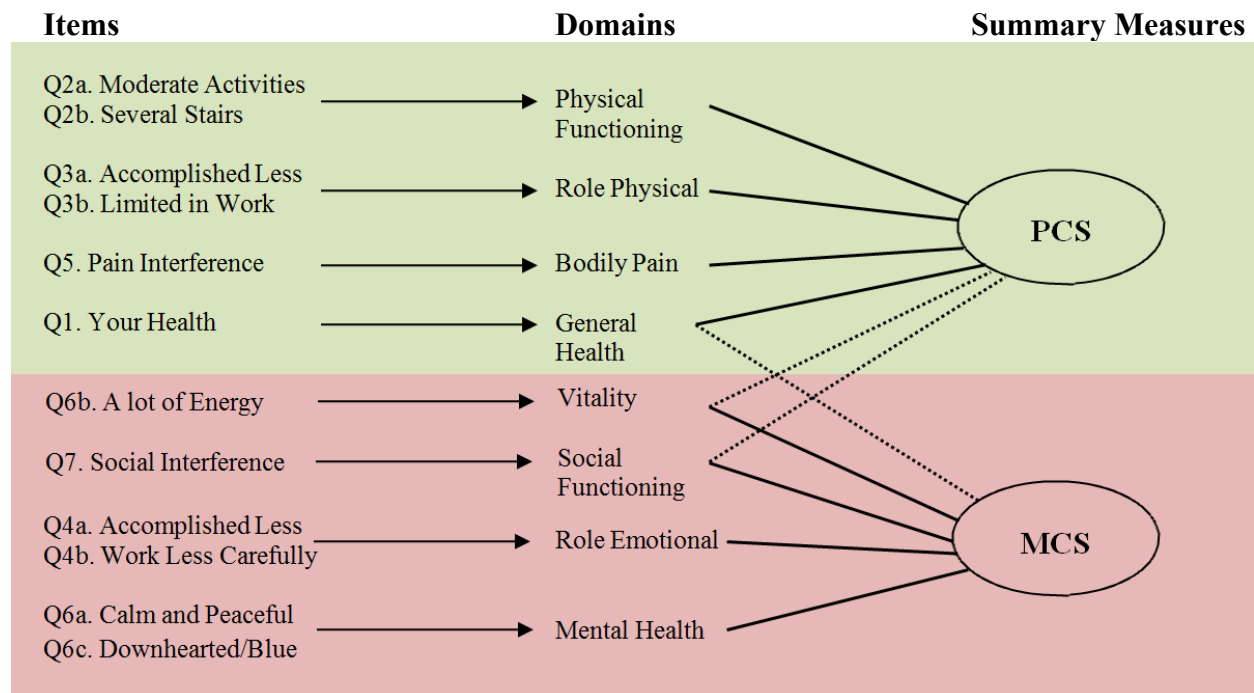 Items Domains Summary Measures
Q2a. Moderate Activities
Q2b. Several Stairs
Physical
Functioning
Q3a. Accomplished Less
Q3b. Limited in Work
Role Physical
PCS
Q5. Pain Interference
Bodily Pain
Q1. Your Health
General
Health
Q6b. A lot of Energy
Vitality
Q7. Social Interference
Social
Functioning
Q4a. Accomplished Less
Q4b. Work Less Carefully
Role Emotional
MCS
Q6a. Calm and Peaceful
Q6c. Downhearted/Blue
Mental Health